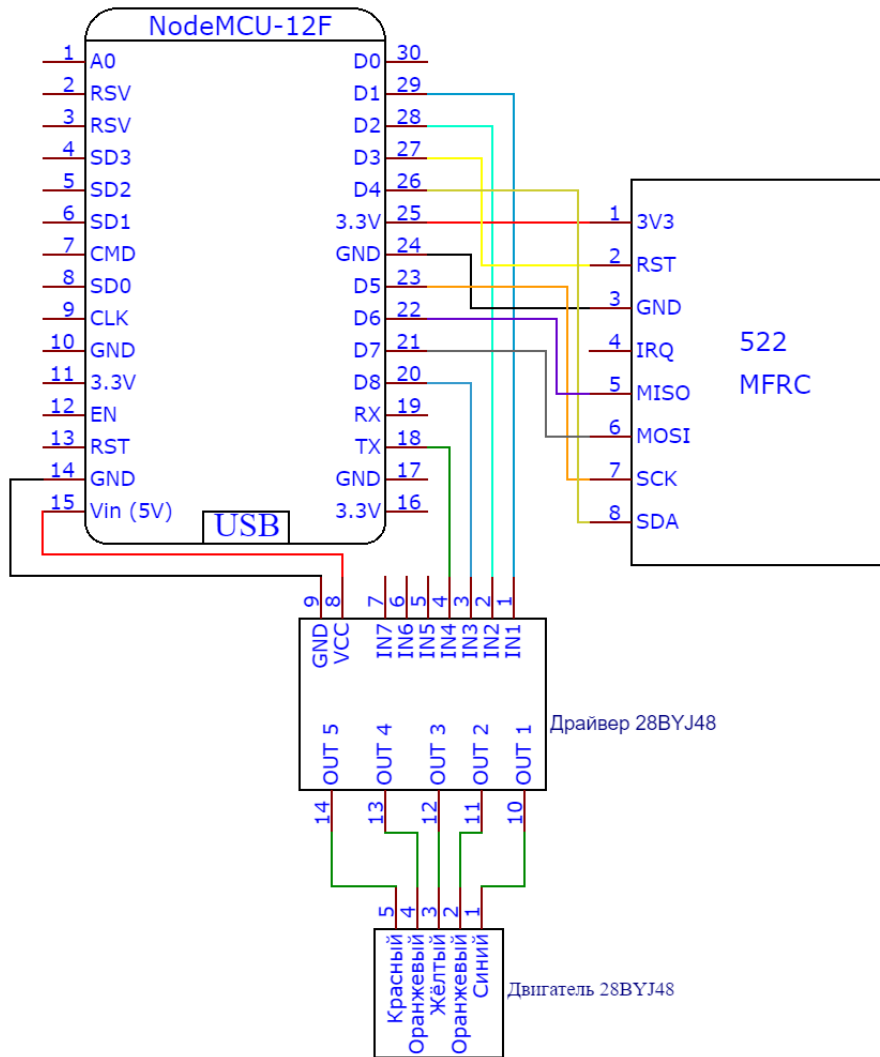 NodeMCU-12F
1 A0
2 RSV
3 RSV
4 SD3
5 SD2
6 SD1
7 CMD
8 SD0
9 CLK
10 GND
11 3.3V
12 EN
13 RST
14 GND
15 Vin (5V)
D0 30
D1 29
D2 28
D3 27
D4 26
3.3V 25
GND 24
D5 23
D6 22
D7 21
D8 20
RX 19
TX 18
GND 17
3.3V 16
USB
1 3V3
2 RST
3 GND
4 IRQ
5 MISO
6 MOSI
7 SCK
8 SDA
522
MFRC
9 GND
8 VCC
7 IN7
6 IN6
5 IN5
4 IN4
3 IN3
2 IN2
1 IN1
Драйвер 28BYJ48
OUT 5 14
OUT 4 13
OUT 3 12
OUT 2 11
OUT 1 10
5 Красный
4 Оранжевый
3 Жёлтый
2 Оранжевый
1 Синий
Двигатель 28BYJ48